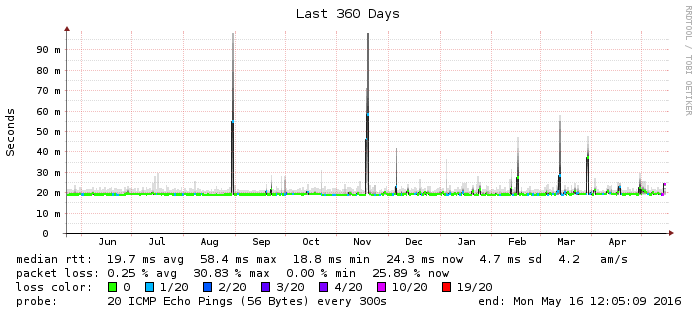 Last 360 Days
RRDTOOL / TOBI OETIKER
Seconds
90 m
80 m
70 m
60 m
50 m
40 m
30 m
20 m
10 m
0
Jun Jul Aug Sep Oct Nov Dec Jan Feb Mar Apr
median rtt: 19.7 ms avg 58.4 ms max 18.8 ms min 24.3 ms now 4.7 ms sd 4.2 am/s
packet loss: 0.25 % avg 30.83 % max 0.00 % min 25.89 % now
loss color: 0 1/20 2/20 3/20 4/20 10/20 19/20
probe: 20 ICMP Echo Pings (56 Bytes) every 300s end: Mon May 16 12:05:09 2016